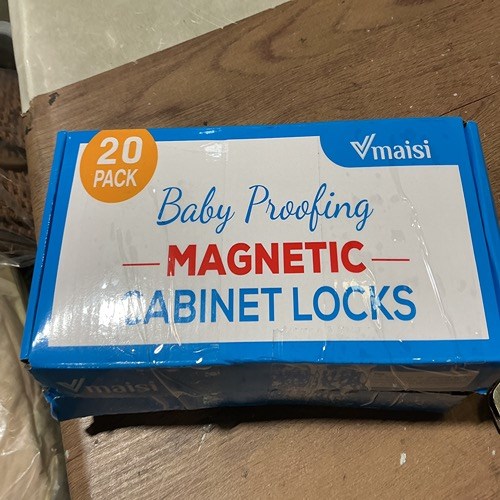 20
PACK
Vmaisi
Baby Proofing
MAGNETIC
CABINET LOCKS
Vmaisi